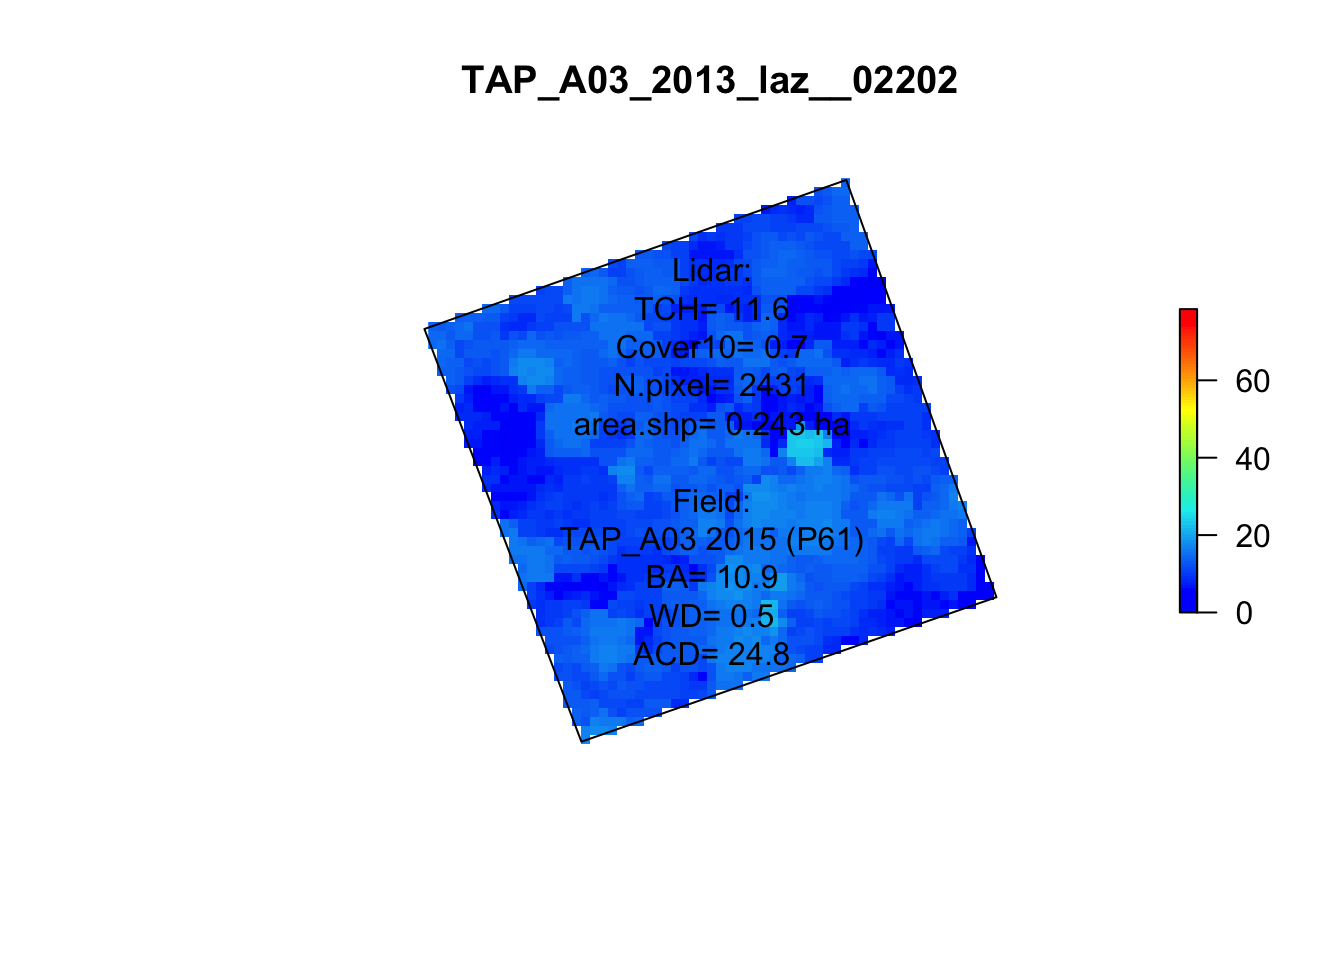 TAP_A03_2013_laz__02202
Lidar:
TCH= 11.6
Cover10= 0.7
N.pixel= 2431
area.shp= 0.243 ha
Field:
TAP_A03 2015 (P61)
BA= 10.9
WD= 0.5
ACD= 24.8
60
40
20
0